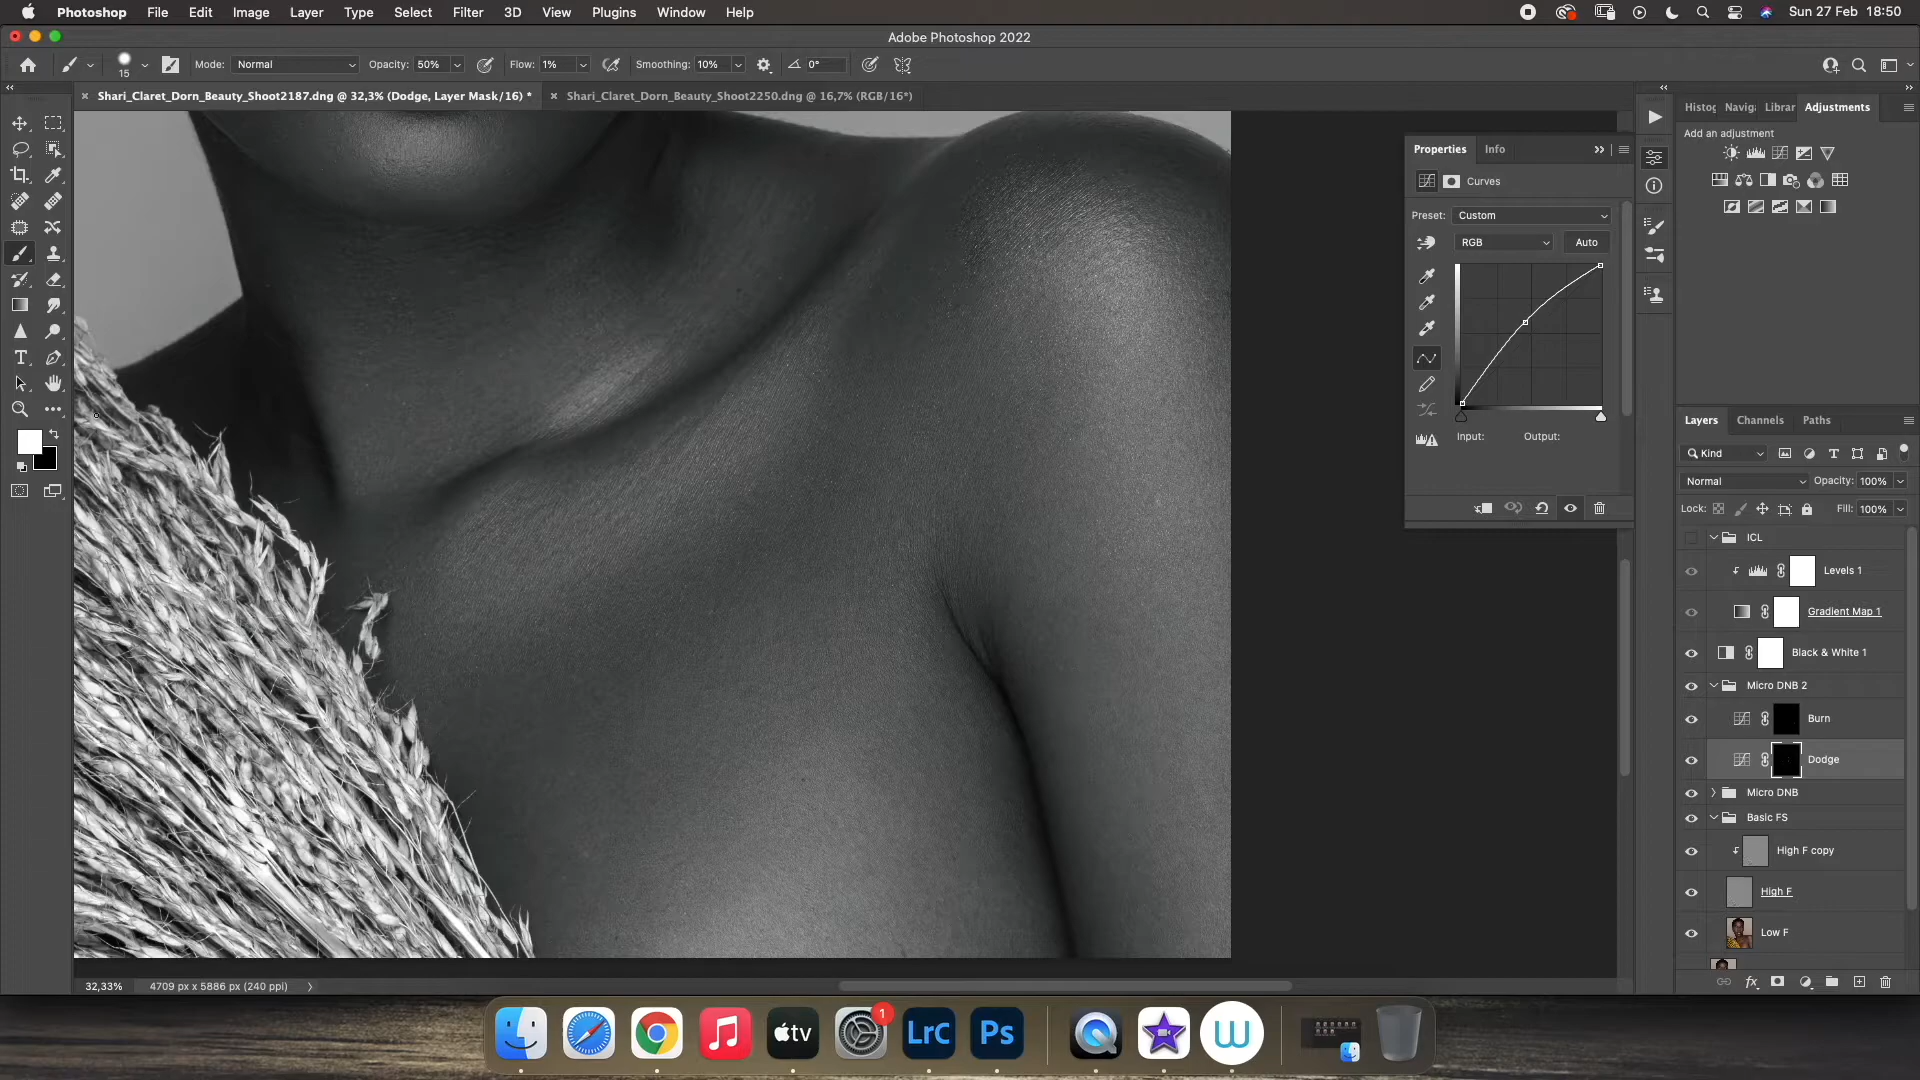 Photoshop File Edit Image Layer Type Select Filter 3D View Plugins Window Help Sun 27 Feb 18:50
Adobe Photoshop 2022
15 Mode: Normal Opacity: 50% Flow: 1% Smoothing: 10% 0°
Shari_Claret_Dorn_Beauty_Shoot2187.dng @ 32,3% (Dodge, Layer Mask/16) * Shari_Claret_Dorn_Beauty_Shoot2250.dng @ 16,7% (RGB/16*)
Histog Naviga Librar Adjustments
Add an adjustment
Properties Info
Curves
Preset: Custom
RGB Auto
Input: Output:
Layers Channels Paths
Kind
Normal Opacity: 100%
Lock: Fill: 100%
ICL
Levels 1
Gradient Map 1
Black & White 1
Micro DNB 2
Burn
Dodge
Micro DNB
Basic FS
High F copy
High F
Low F
32,33% 4709 px x 5886 px (240 ppi)
1
tv LrC Ps